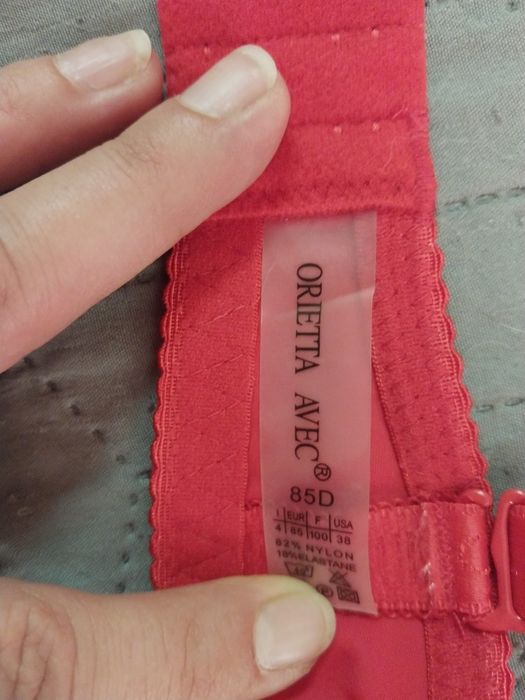 ORIETTA AVEC®
85D
I EUR F USA
4 85 100 38
82% NYLON
18%ELASTANE